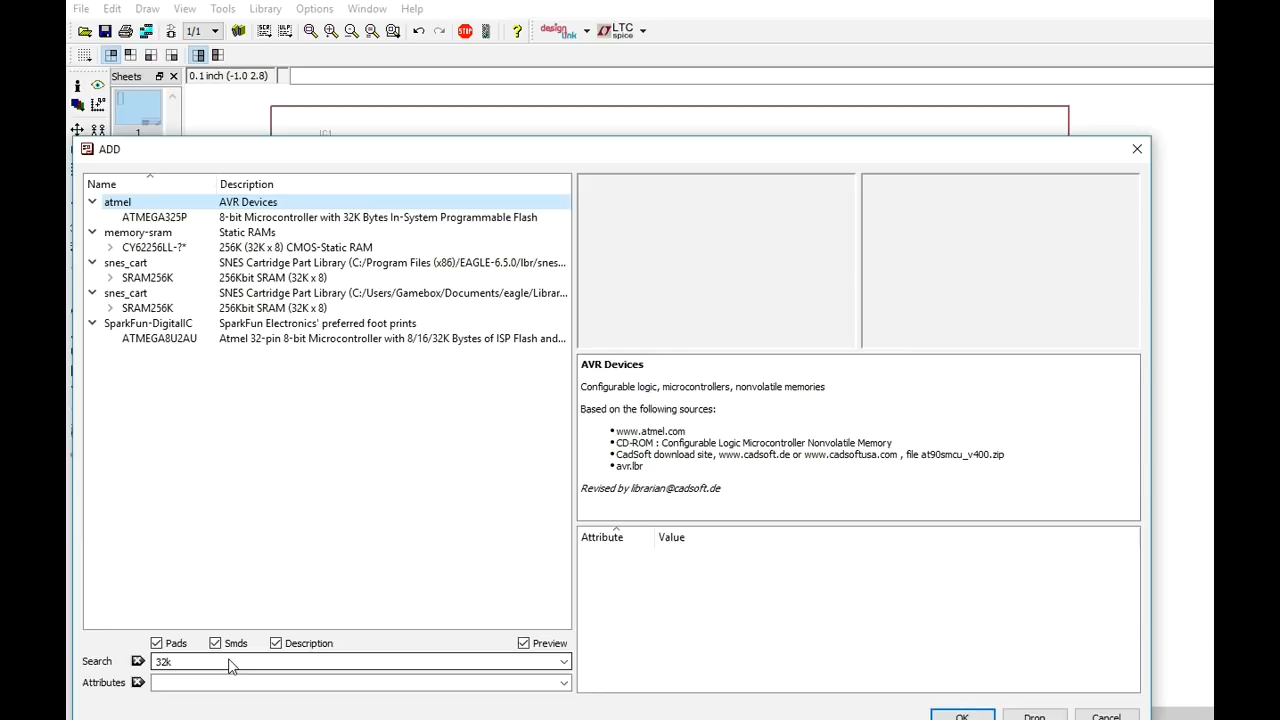 File Edit Draw View Tools Library Options Window Help
1/1 design link LTC spice
Sheets 0.1 inch (-1.0 2.8)
1
IC1
ADD
Name Description
atmel AVR Devices
ATMEGA325P 8-bit Microcontroller with 32K Bytes In-System Programmable Flash
memory-sram Static RAMs
CY62256LL-?* 256K (32K x 8) CMOS-Static RAM
snes_cart SNES Cartridge Part Library (C:/Program Files (x86)/EAGLE-6.5.0/lbr/snes...
SRAM256K 256Kbit SRAM (32K x 8)
snes_cart SNES Cartridge Part Library (C:/Users/Gamebox/Documents/eagle/Librar...
SRAM256K 256Kbit SRAM (32K x 8)
SparkFun-DigitalIC SparkFun Electronics' preferred foot prints
ATMEGA8U2AU Atmel 32-pin 8-bit Microcontroller with 8/16/32K Bystes of ISP Flash and...
AVR Devices
Configurable logic, microcontrollers, nonvolatile memories
Based on the following sources:
• www.atmel.com
• CD-ROM : Configurable Logic Microcontroller Nonvolatile Memory
• CadSoft download site, www.cadsoft.de or www.cadsoftusa.com , file at90smcu_v400.zip
• avr.lbr
Revised by librarian@cadsoft.de
Attribute Value
Pads Smds Description Preview
Search 32k
Attributes
OK Drop Cancel